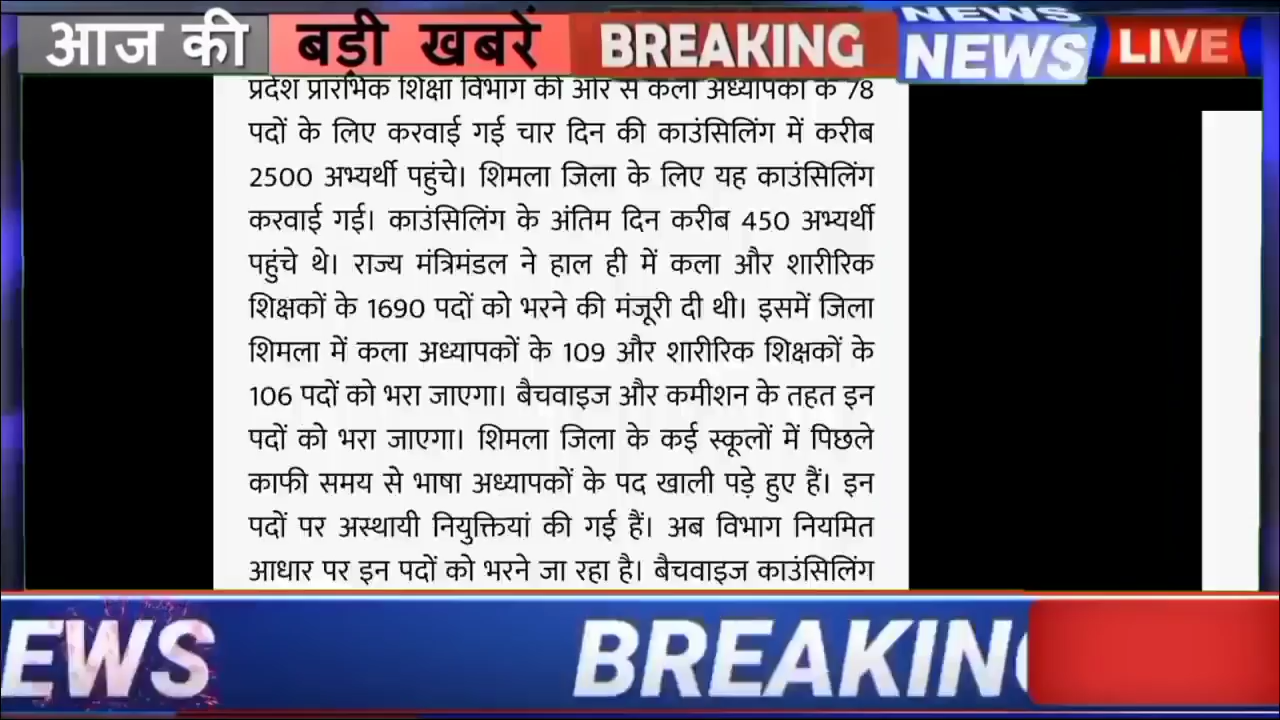 आज की बड़ी खबरें BREAKING NEWS NEWS LIVE
प्रदेश प्रारंभिक शिक्षा विभाग की ओर से कला अध्यापकों के 78
पदों के लिए करवाई गई चार दिन की काउंसिलिंग में करीब
2500 अभ्यर्थी पहुंचे। शिमला जिला के लिए यह काउंसिलिंग
करवाई गई। काउंसिलिंग के अंतिम दिन करीब 450 अभ्यर्थी
पहुंचे थे। राज्य मंत्रिमंडल ने हाल ही में कला और शारीरिक
शिक्षकों के 1690 पदों को भरने की मंजूरी दी थी। इसमें जिला
शिमला में कला अध्यापकों के 109 और शारीरिक शिक्षकों के
106 पदों को भरा जाएगा। बैचवाइज और कमीशन के तहत इन
पदों को भरा जाएगा। शिमला जिला के कई स्कूलों में पिछले
काफी समय से भाषा अध्यापकों के पद खाली पड़े हुए हैं। इन
पदों पर अस्थायी नियुक्तियां की गई हैं। अब विभाग नियमित
आधार पर इन पदों को भरने जा रहा है। बैचवाइज काउंसिलिंग
EWS BREAKIN